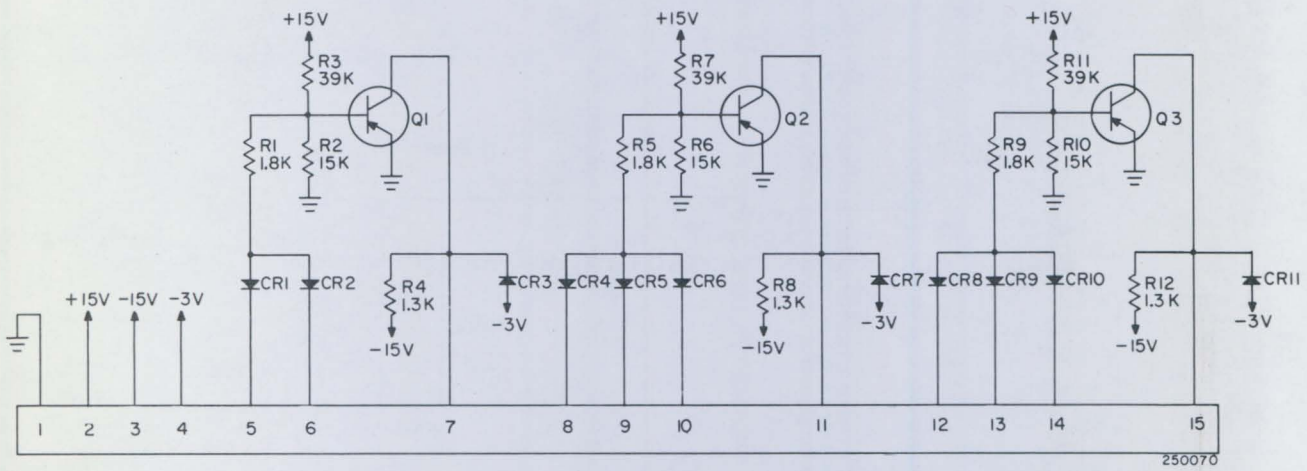 +15V
R3
39K
Q1
R1
1.8K
R2
15K
CR1
CR2
R4
1.3K
-15V
CR3
-3V
+15V
R7
39K
Q2
R5
1.8K
R6
15K
CR4
CR5
CR6
R8
1.3K
-15V
CR7
-3V
+15V
R11
39K
Q3
R9
1.8K
R10
15K
CR8
CR9
CR10
R12
1.3K
-15V
CR11
-3V
+15V -15V -3V
1 2 3 4 5 6 7 8 9 10 11 12 13 14 15
250070